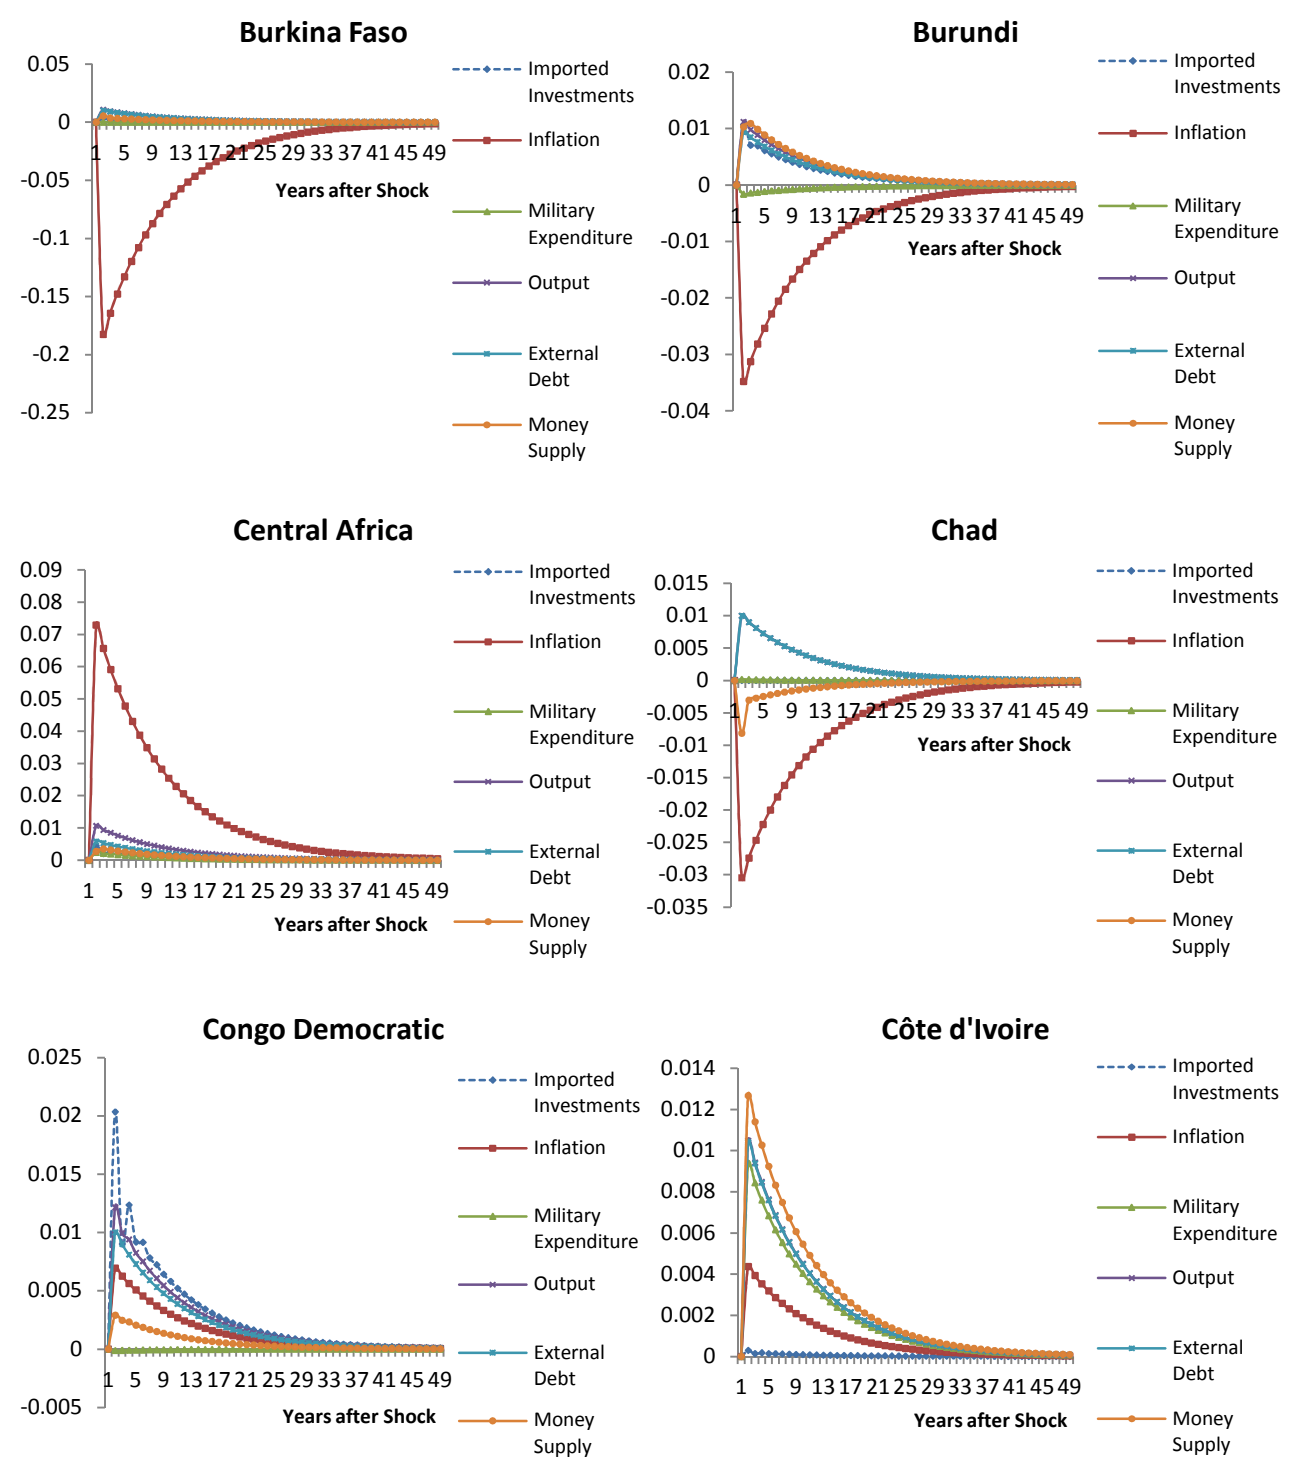 Burkina Faso
0.05
0
-0.05
-0.1
-0.15
-0.2
-0.25
1 5 9 13 17 21 25 29 33 37 41 45 49
Years after Shock
Imported
Investments
Inflation
Military
Expenditure
Output
External
Debt
Money
Supply
Burundi
0.02
0.01
0
-0.01
-0.02
-0.03
-0.04
1 5 9 13 17 21 25 29 33 37 41 45 49
Years after Shock
Imported
Investments
Inflation
Military
Expenditure
Output
External
Debt
Money
Supply
Central Africa
0.09
0.08
0.07
0.06
0.05
0.04
0.03
0.02
0.01
0
1 5 9 13 17 21 25 29 33 37 41 45 49
Years after Shock
Imported
Investments
Inflation
Military
Expenditure
Output
External
Debt
Money
Supply
Chad
0.015
0.01
0.005
0
-0.005
-0.01
-0.015
-0.02
-0.025
-0.03
-0.035
1 5 9 13 17 21 25 29 33 37 41 45 49
Years after Shock
Imported
Investments
Inflation
Military
Expenditure
Output
External
Debt
Money
Supply
Congo Democratic
0.025
0.02
0.015
0.01
0.005
0
-0.005
1 5 9 13 17 21 25 29 33 37 41 45 49
Years after Shock
Imported
Investments
Inflation
Military
Expenditure
Output
External
Debt
Money
Supply
Côte d'Ivoire
0.014
0.012
0.01
0.008
0.006
0.004
0.002
0
1 5 9 13 17 21 25 29 33 37 41 45 49
Years after Shock
Imported
Investments
Inflation
Military
Expenditure
Output
External
Debt
Money
Supply